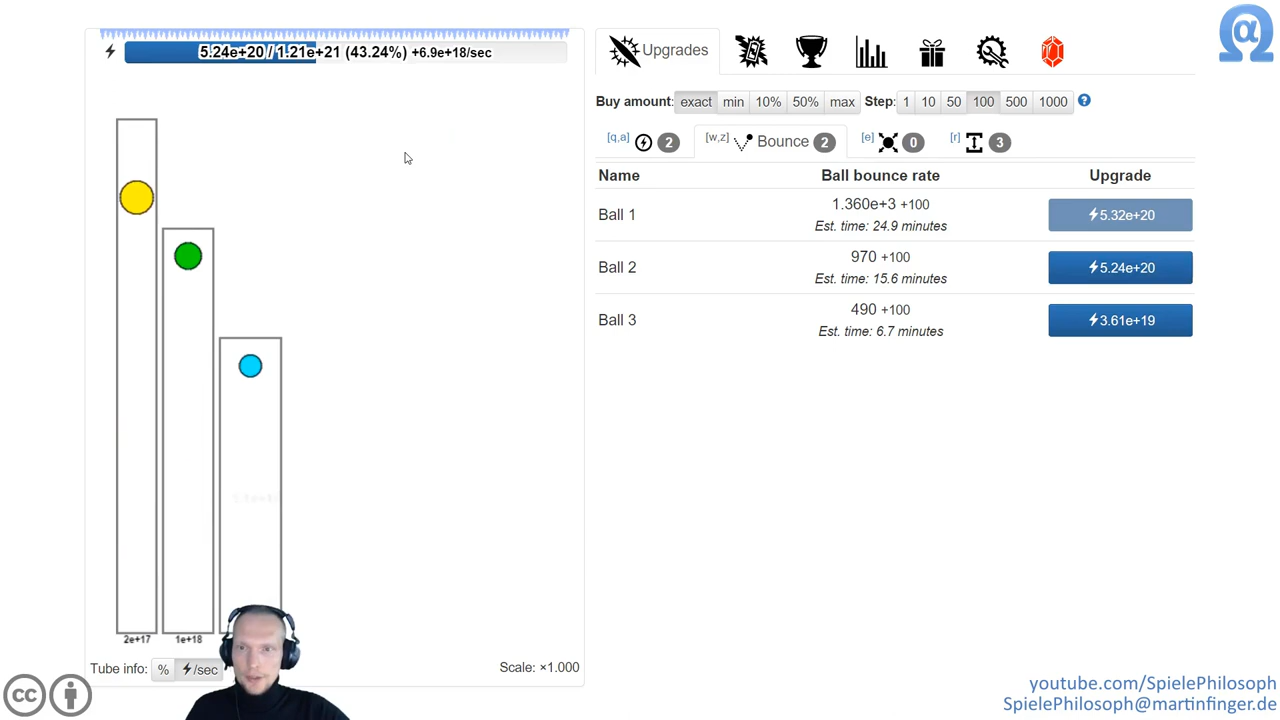 5.24e+20 / 1.21e+21 (43.24%) +6.9e+18/sec
2e+17
1e+18
Tube info: % /sec
Scale: ×1.000
Upgrades
Buy amount: exact min 10% 50% max Step: 1 10 50 100 500 1000 ?
[q,a] 2 [w,z] Bounce 2 [e] 0 [r] 3
Name Ball bounce rate Upgrade
Ball 1 1.360e+3 +100 5.32e+20
Est. time: 24.9 minutes
Ball 2 970 +100 5.24e+20
Est. time: 15.6 minutes
Ball 3 490 +100 3.61e+19
Est. time: 6.7 minutes
α
cc
youtube.com/SpielePhilosoph
SpielePhilosoph@martinfinger.de